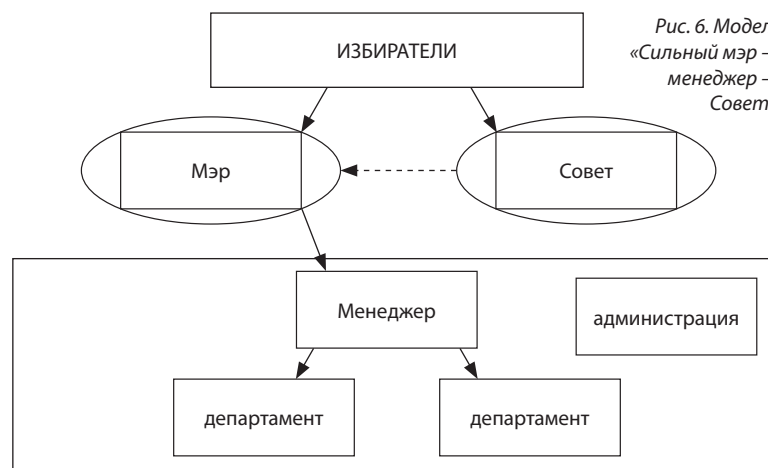 Рис. 6. Модел
«Сильный мэр –
менеджер –
Совет
ИЗБИРАТЕЛИ
Мэр
Совет
Менеджер
администрация
департамент
департамент